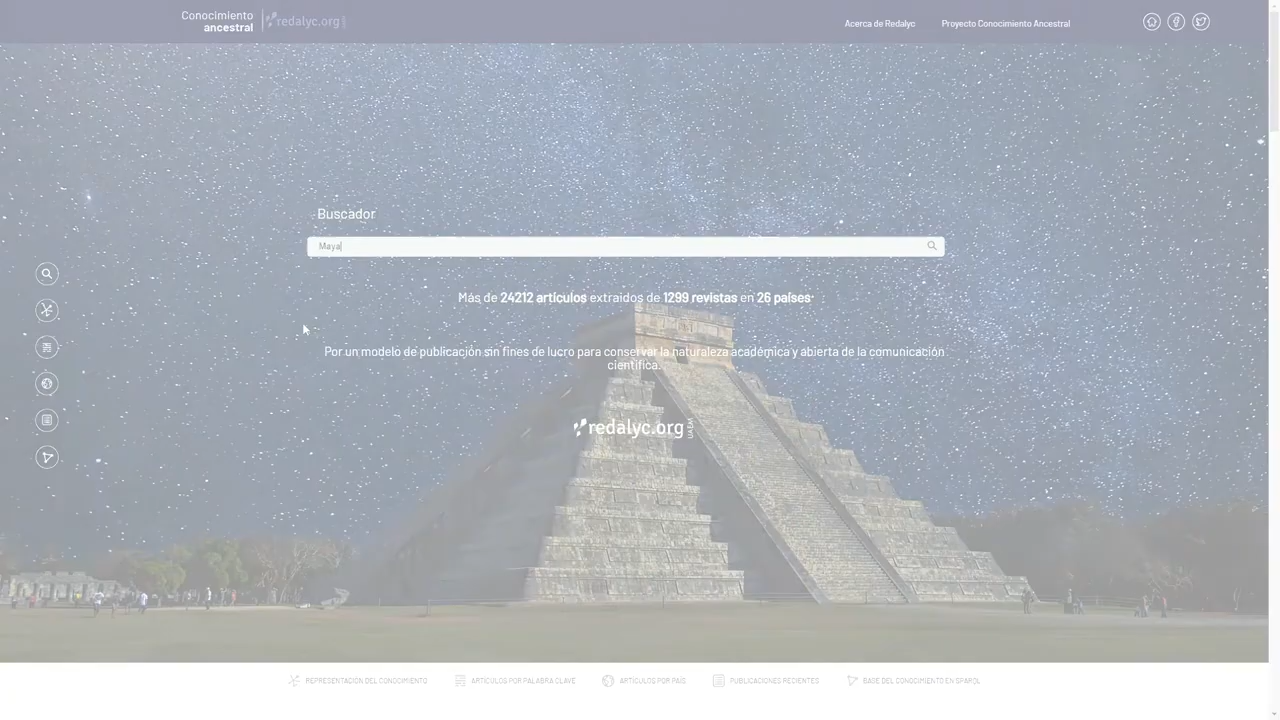 Conocimiento
ancestral
redalyc.org
Acerca de Redalyc
Proyecto Conocimiento Ancestral
Buscador
Maya
Más de 24212 artículos extraídos de 1299 revistas en 26 países
Por un modelo de publicación sin fines de lucro para conservar la naturaleza académica y abierta de la comunicación
científica.
redalyc.org UAEM
REPRESENTACIÓN DEL CONOCIMIENTO
ARTÍCULOS POR PALABRA CLAVE
ARTÍCULOS POR PAÍS
PUBLICACIONES RECIENTES
BASE DEL CONOCIMIENTO EN SPARQL